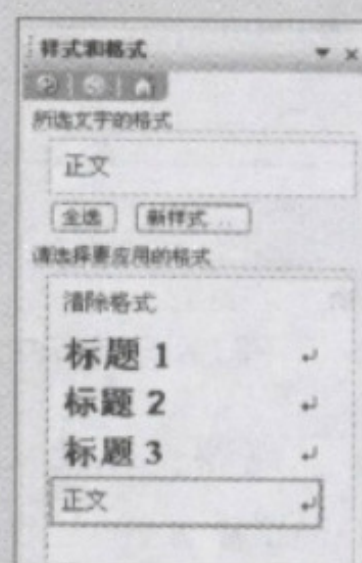 样式和格式
所选文字的格式
正文
全选 新样式...
请选择要应用的格式
清除格式
标题 1
标题 2
标题 3
正文